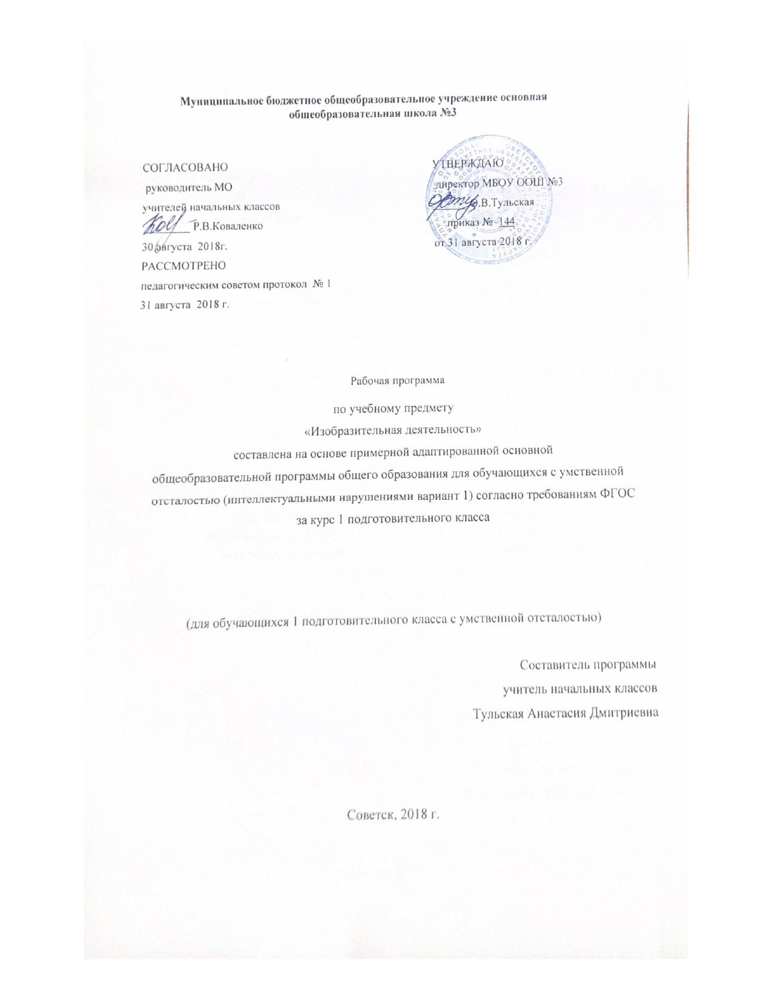 Муниципальное бюджетное общеобразовательное учреждение основная
общеобразовательная школа №3
СОГЛАСОВАНО
руководитель МО
учителей начальных классов
Р.В.Коваленко
30 августа 2018г.
РАССМОТРЕНО
педагогическим советом протокол № 1
31 августа 2018 г.
УТВЕРЖДАЮ
директор МБОУ ООШ №3
.В.Тульская
приказ № 144
от 31 августа 2018 г.
Рабочая программа
по учебному предмету
«Изобразительная деятельность»
составлена на основе примерной адаптированной основной
общеобразовательной программы общего образования для обучающихся с умственной
отсталостью (интеллектуальными нарушениями вариант 1) согласно требованиям ФГОС
за курс 1 подготовительного класса
(для обучающихся 1 подготовительного класса с умственной отсталостью)
Составитель программы
учитель начальных классов
Тульская Анастасия Дмитриевна
Советск, 2018 г.